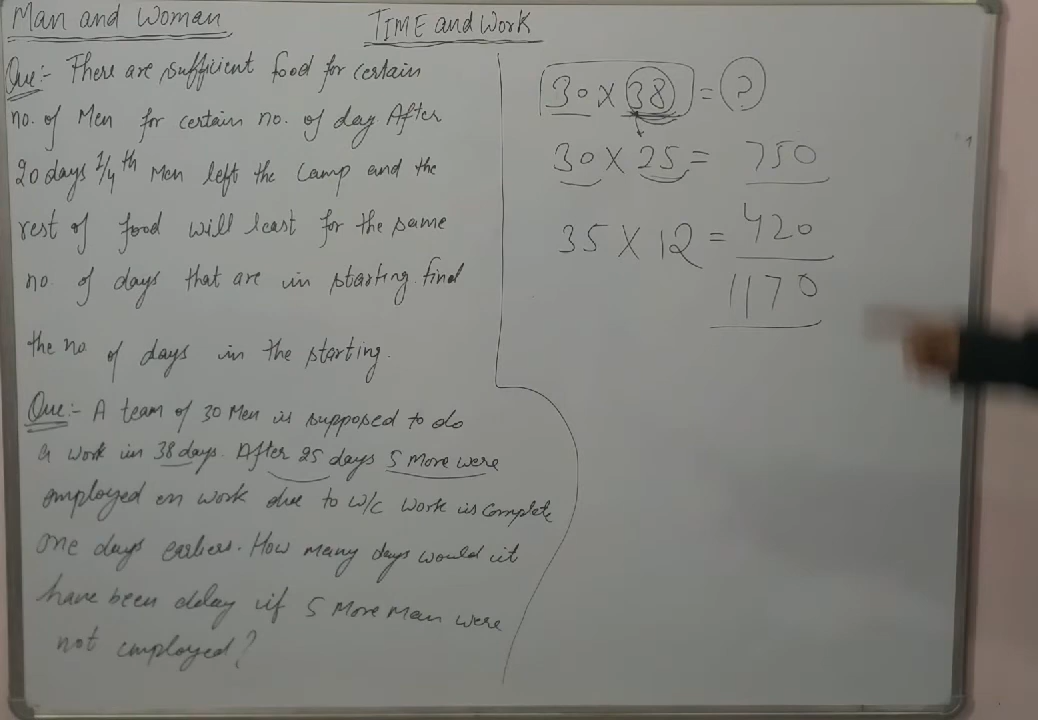 Man and Woman
TIME and Work
Que:- There are sufficient food for certain
no. of Men for certain no. of day After
20 days 1/4th Men left the Camp and the
rest of food will least for the same
no. of days that are in starting. find
the no of days in the starting.
Que:- A team of 30 Men is supposed to do
a work in 38 days. After 25 days 5 More were
employed on work due to w/c work is complete
one days earliers. How many days would it
have been delay if 5 More Man were
not employed?
30 × 38 = ?
30 × 25 = 750
35 × 12 = 420
1170